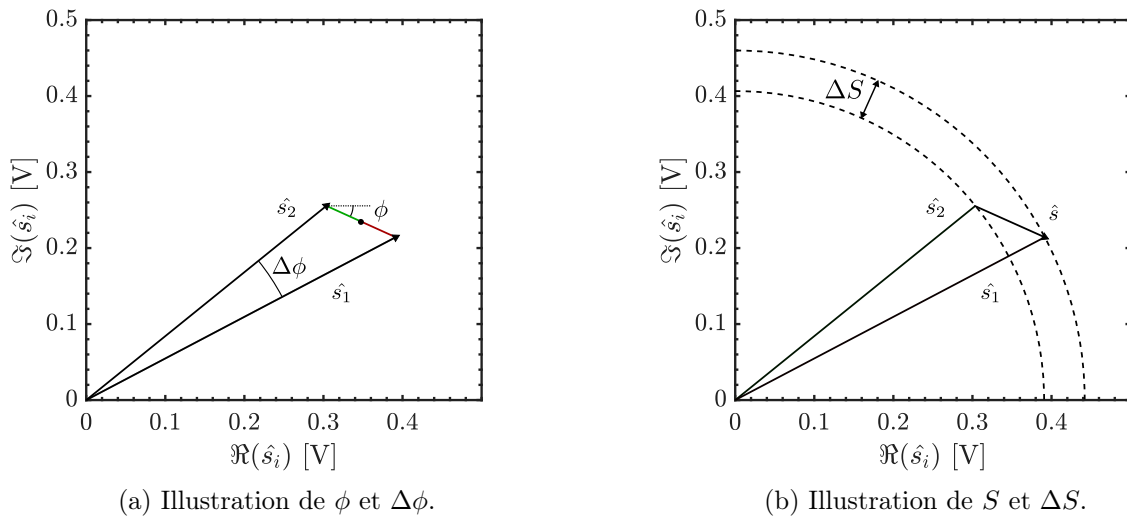 0.5
0.4
0.3
0.2
0.1
0
0 0.1 0.2 0.3 0.4
ℑ(ŝᵢ) [V]
ℜ(ŝᵢ) [V]
ŝ₂
ϕ
Δϕ
ŝ₁
(a) Illustration de ϕ et Δϕ.
0.5
0.4
0.3
0.2
0.1
0
0 0.1 0.2 0.3 0.4
ℑ(ŝᵢ) [V]
ℜ(ŝᵢ) [V]
ΔS
ŝ₂
ŝ
ŝ₁
(b) Illustration de S et ΔS.